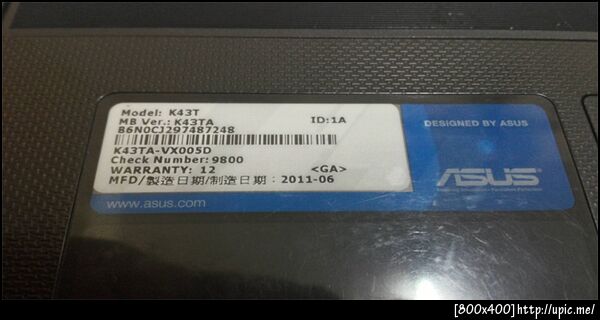 Model: K43T
MB Ver.: K43TA ID:1A
B6N0CJ297487248
K43TA-VX005D
Check Number:9800
WARRANTY: 12 <GA>
MFD/製造日期/制造日期：2011-06
www.asus.com
DESIGNED BY ASUS
ASUS
[800x400]http://upic.me/